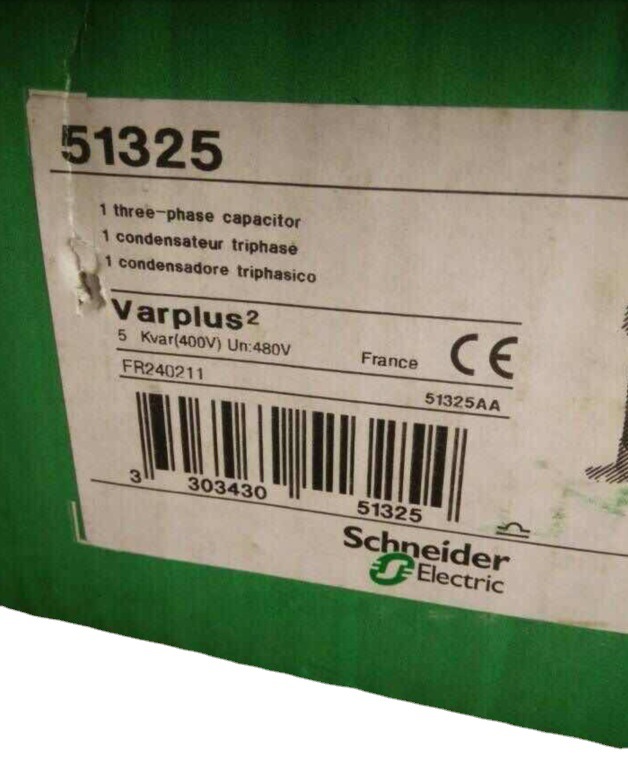 51325
1 three-phase capacitor
1 condensateur triphasé
1 condensadore triphasico
Varplus²
5 Kvar(400V) Un:480V
France
CE
FR240211
51325AA
3 303430 51325
Schneider
Electric